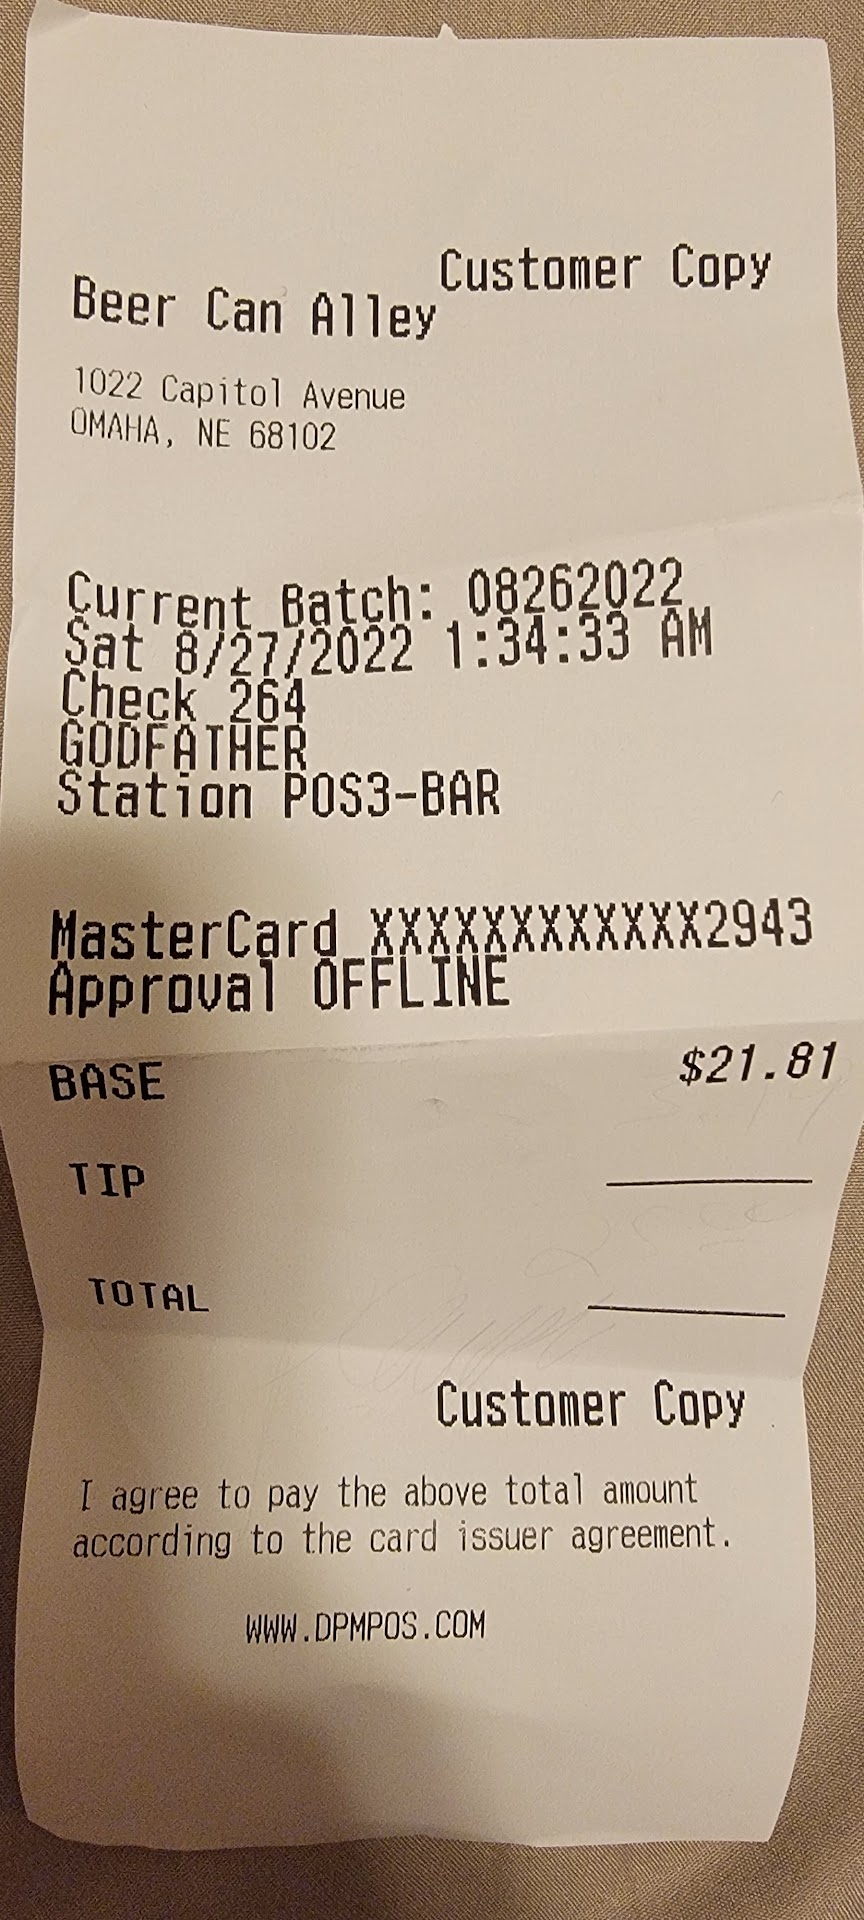 Customer Copy
Beer Can Alley
1022 Capitol Avenue
OMAHA, NE 68102
Current Batch: 08262022
Sat 8/27/2022 1:34:33 AM
Check 264
GODFATHER
Station POS3-BAR
MasterCard XXXXXXXXXXXX2943
Approval OFFLINE
BASE $21.81
TIP
TOTAL
Customer Copy
I agree to pay the above total amount
according to the card issuer agreement.
WWW.DPMPOS.COM